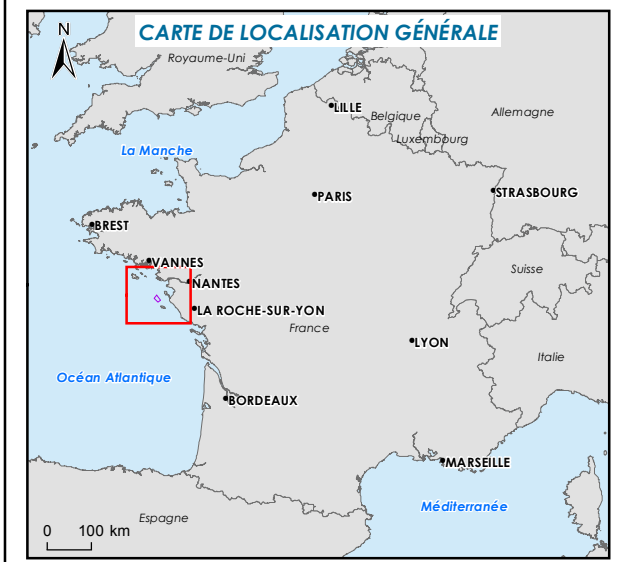 CARTE DE LOCALISATION GÉNÉRALE
N
Royaume-Uni
LILLE
Belgique
Allemagne
Luxembourg
La Manche
PARIS
STRASBOURG
BREST
VANNES
Suisse
NANTES
LA ROCHE-SUR-YON
France
LYON
Italie
Océan Atlantique
BORDEAUX
MARSEILLE
Méditerranée
Espagne
0 100 km